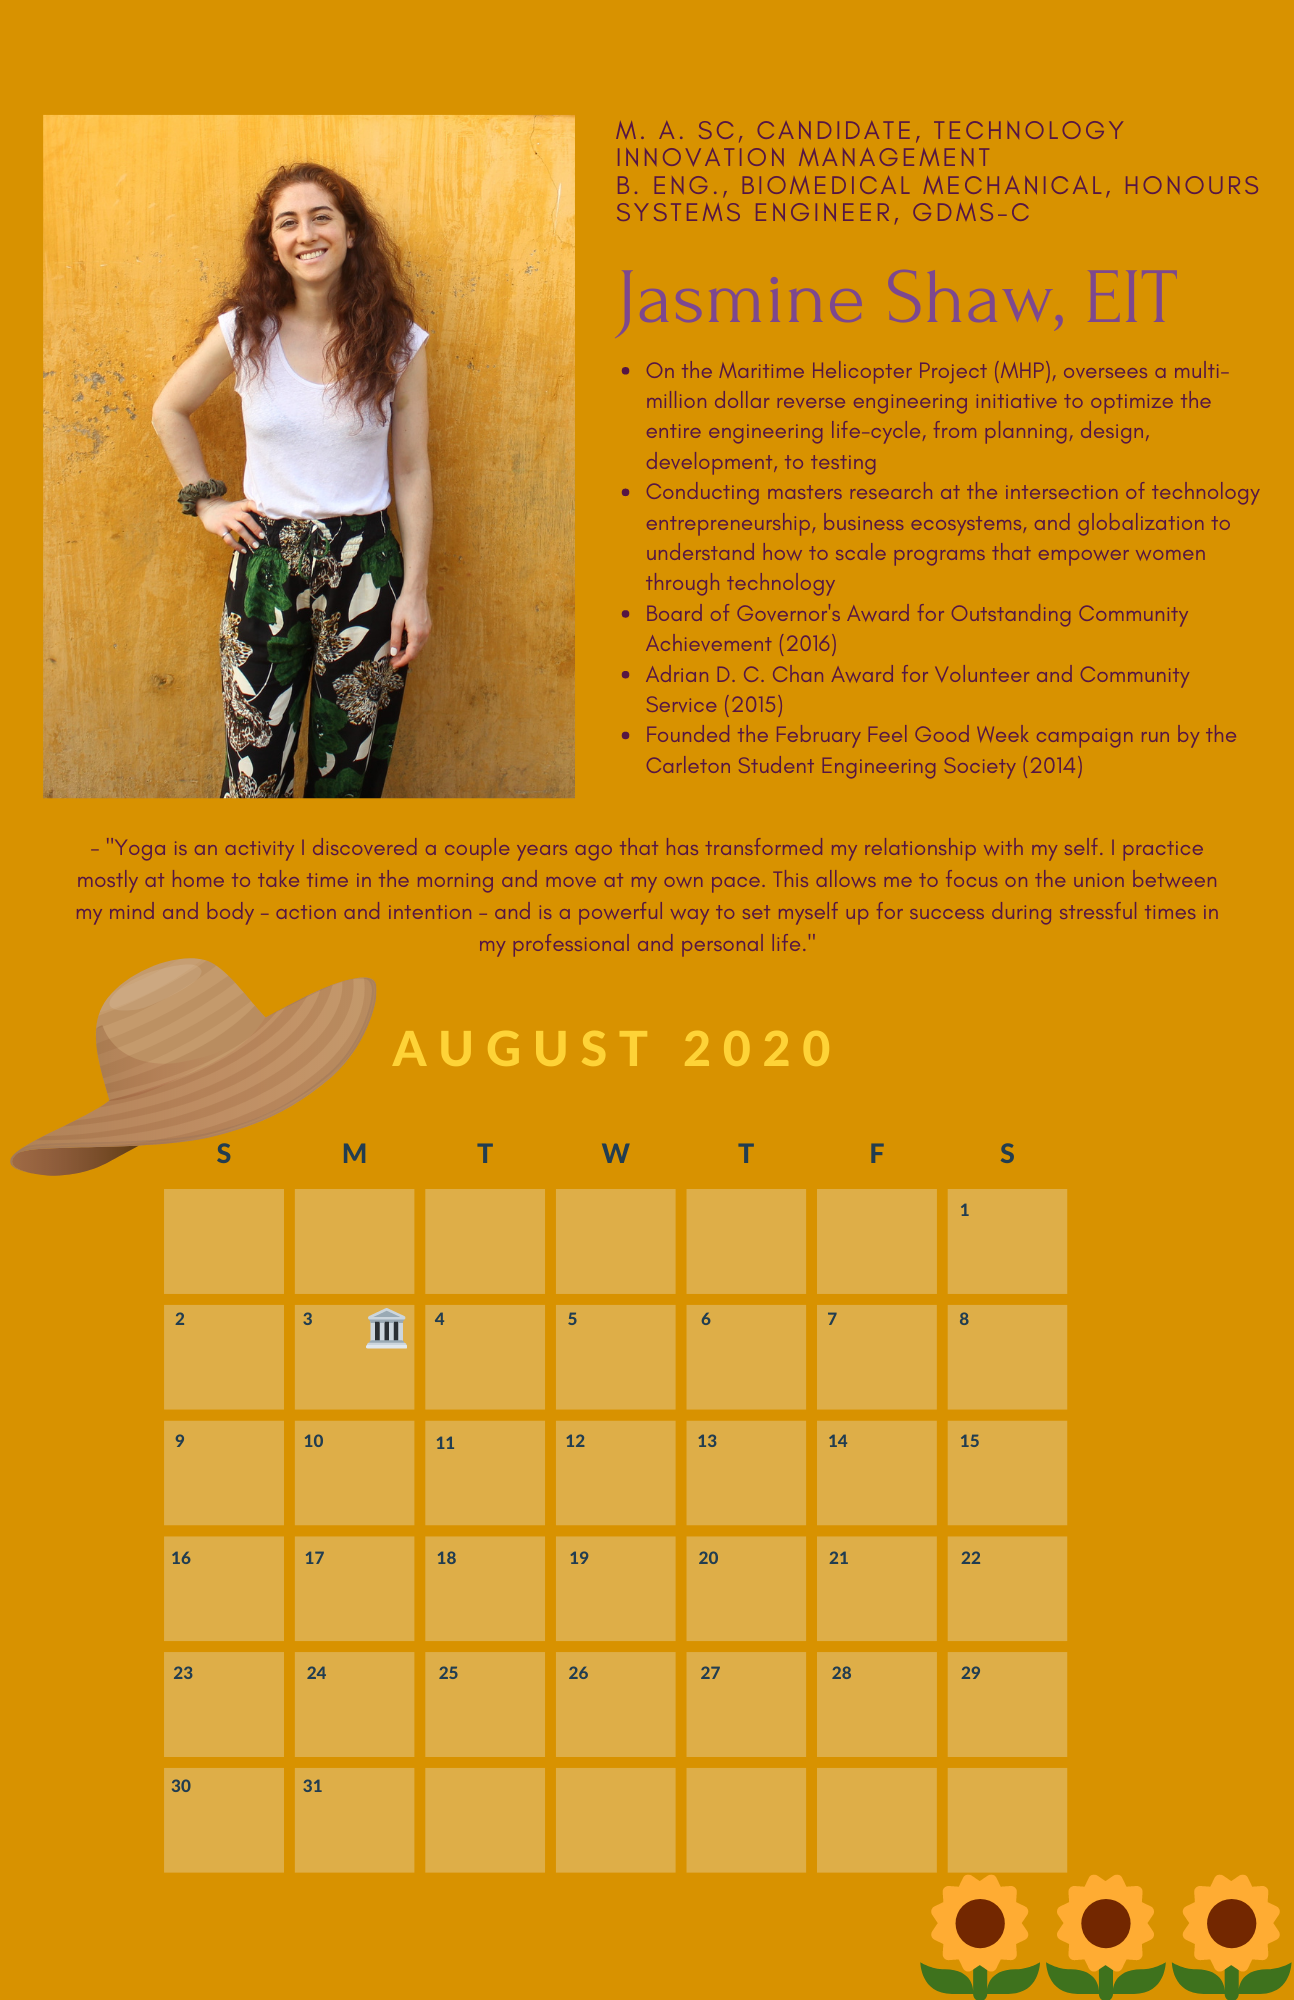 M. A. SC, CANDIDATE, TECHNOLOGY
INNOVATION MANAGEMENT
B. ENG., BIOMEDICAL MECHANICAL, HONOURS
SYSTEMS ENGINEER, GDMS-C
Jasmine Shaw, EIT
• On the Maritime Helicopter Project (MHP), oversees a multi-
million dollar reverse engineering initiative to optimize the
entire engineering life-cycle, from planning, design,
development, to testing
• Conducting masters research at the intersection of technology
entrepreneurship, business ecosystems, and globalization to
understand how to scale programs that empower women
through technology
• Board of Governor's Award for Outstanding Community
Achievement (2016)
• Adrian D. C. Chan Award for Volunteer and Community
Service (2015)
• Founded the February Feel Good Week campaign run by the
Carleton Student Engineering Society (2014)
- "Yoga is an activity I discovered a couple years ago that has transformed my relationship with my self. I practice
mostly at home to take time in the morning and move at my own pace. This allows me to focus on the union between
my mind and body - action and intention - and is a powerful way to set myself up for success during stressful times in
my professional and personal life."
AUGUST 2020
S M T W T F S
1
2 3 4 5 6 7 8
9 10 11 12 13 14 15
16 17 18 19 20 21 22
23 24 25 26 27 28 29
30 31